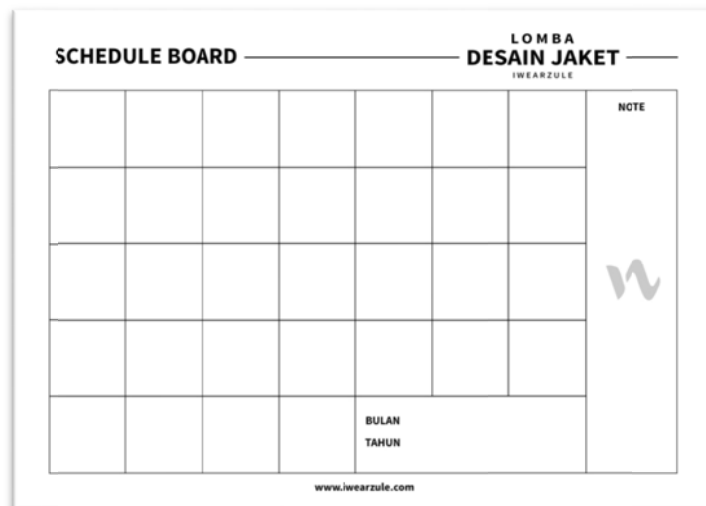 SCHEDULE BOARD
LOMBA
DESAIN JAKET
IWEARZULE
NOTE
BULAN
TAHUN
www.iwearzule.com